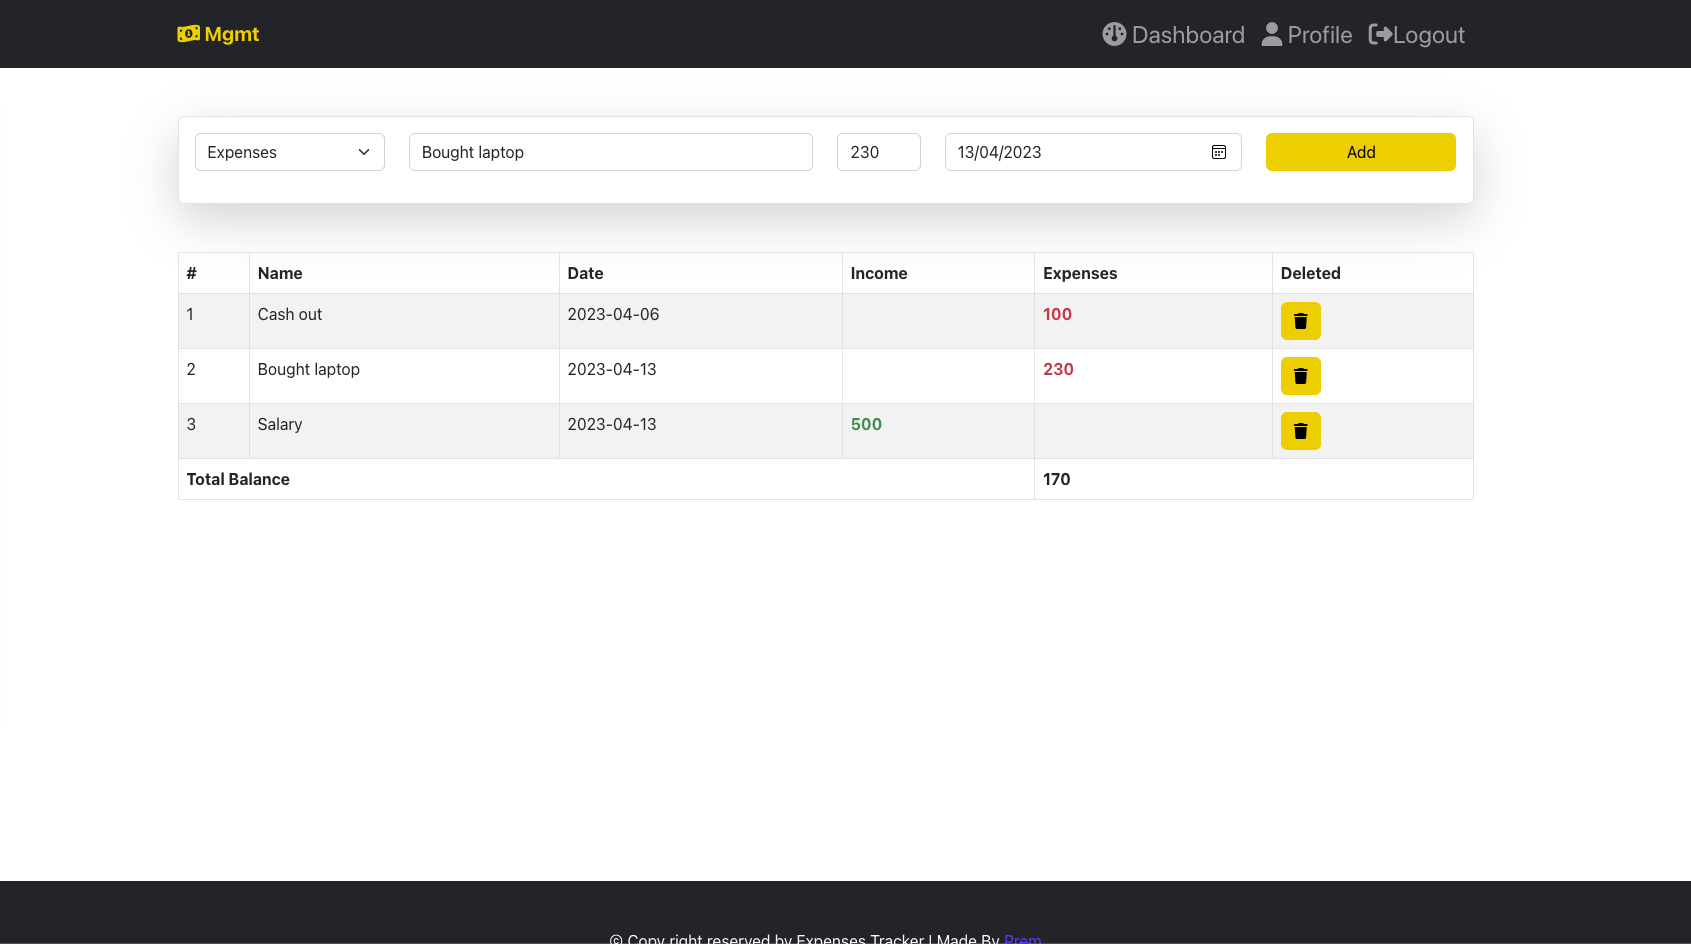 Mgmt Dashboard Profile Logout
Expenses Bought laptop 230 13/04/2023 Add
# Name Date Income Expenses Deleted
1 Cash out 2023-04-06 100
2 Bought laptop 2023-04-13 230
3 Salary 2023-04-13 500
Total Balance 170
© Copy right reserved by Expenses Tracker | Made By Prem